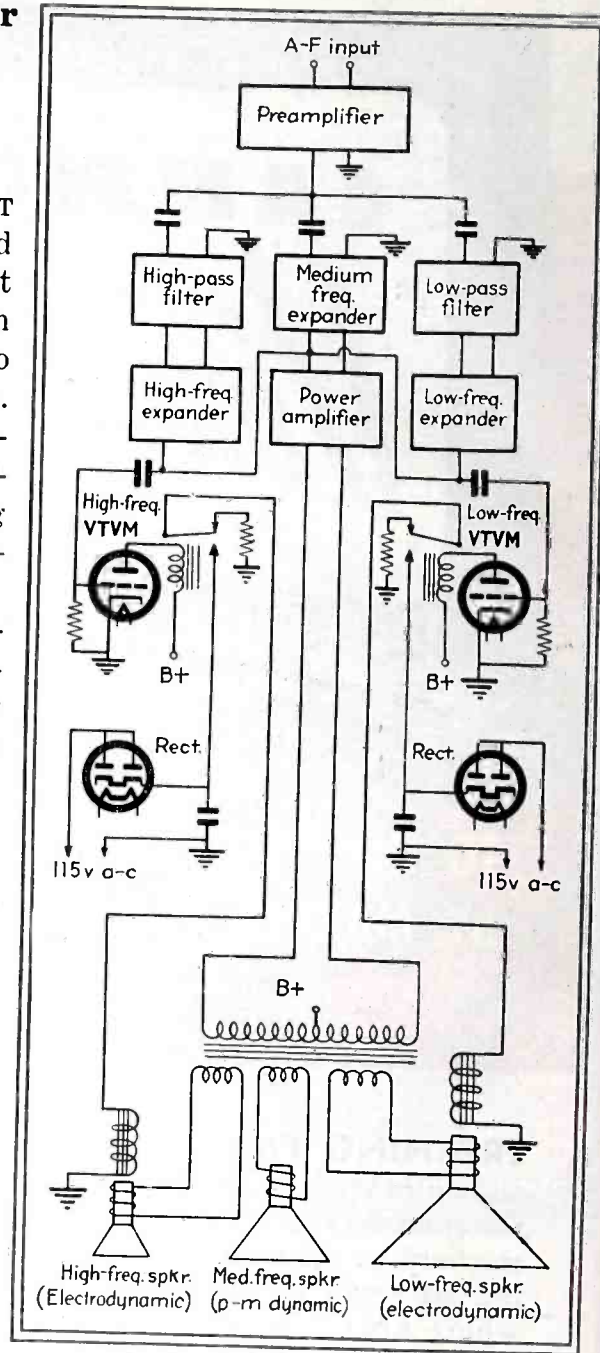 r
A-F input
Preamplifier
T
d
t
n
o
.
-
-
g
-
.
High-pass
filter
Medium
freq.
expander
Low-pass
filter
High-freq.
expander
Power
amplifier
Low-freq.
expander
High-freq.
VTVM
Low-freq.
VTVM
B+
B+
Rect.
Rect.
115v a-c
115v a-c
B+
High-freq. spkr.
(Electrodynamic)
Med. freq. spkr.
(p-m dynamic)
Low-freq. spkr.
(electrodynamic)